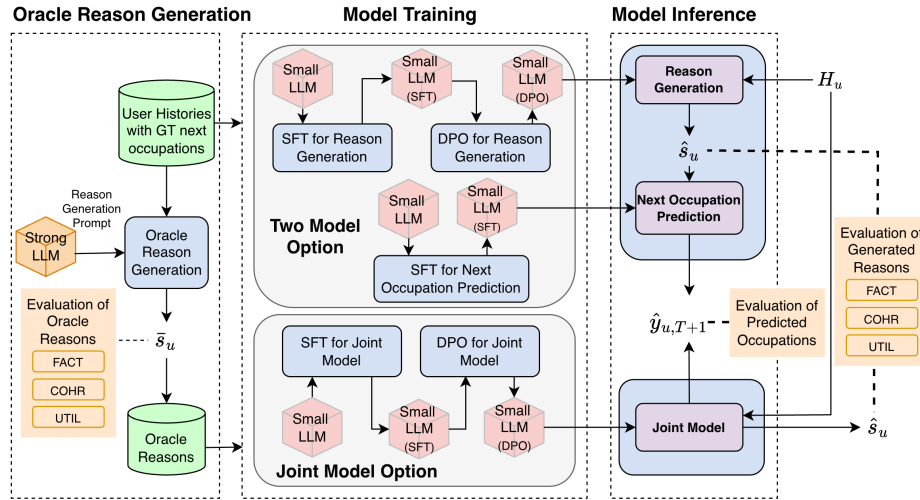 Oracle Reason Generation
Model Training
Model Inference
User Histories
with GT next
occupations
Reason
Generation
Prompt
Strong
LLM
Oracle
Reason
Generation
Evaluation of
Oracle
Reasons
FACT
COHR
UTIL
s̄_u
Oracle
Reasons
Small
LLM
Small
LLM
(SFT)
Small
LLM
(DPO)
SFT for Reason
Generation
DPO for Reason
Generation
Two Model
Option
Small
LLM
Small
LLM
(SFT)
SFT for Next
Occupation Prediction
SFT for Joint
Model
DPO for Joint
Model
Small
LLM
Small
LLM
(SFT)
Small
LLM
(DPO)
Joint Model Option
Reason
Generation
H_u
ŝ_u
Next Occupation
Prediction
Evaluation of
Generated
Reasons
FACT
COHR
UTIL
ŷ_{u,T+1}
Evaluation of
Predicted
Occupations
Joint Model
ŝ_u